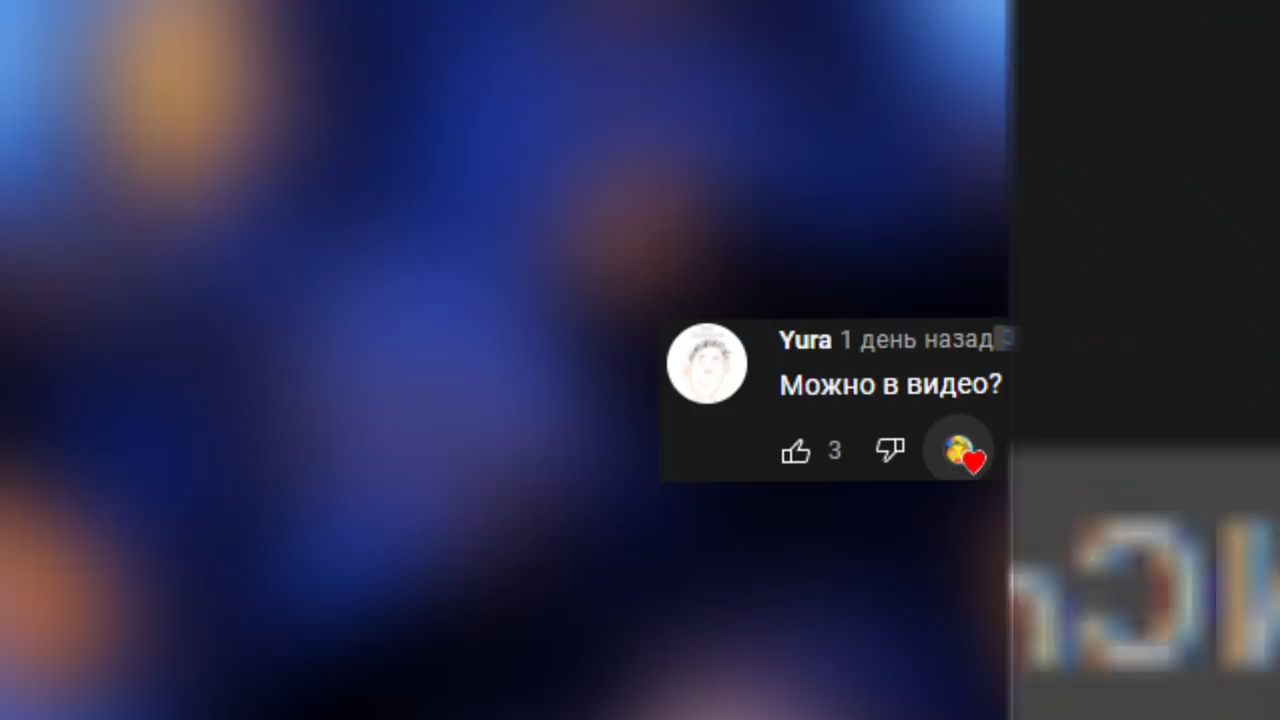 Yura 1 день назад
Можно в видео?
3